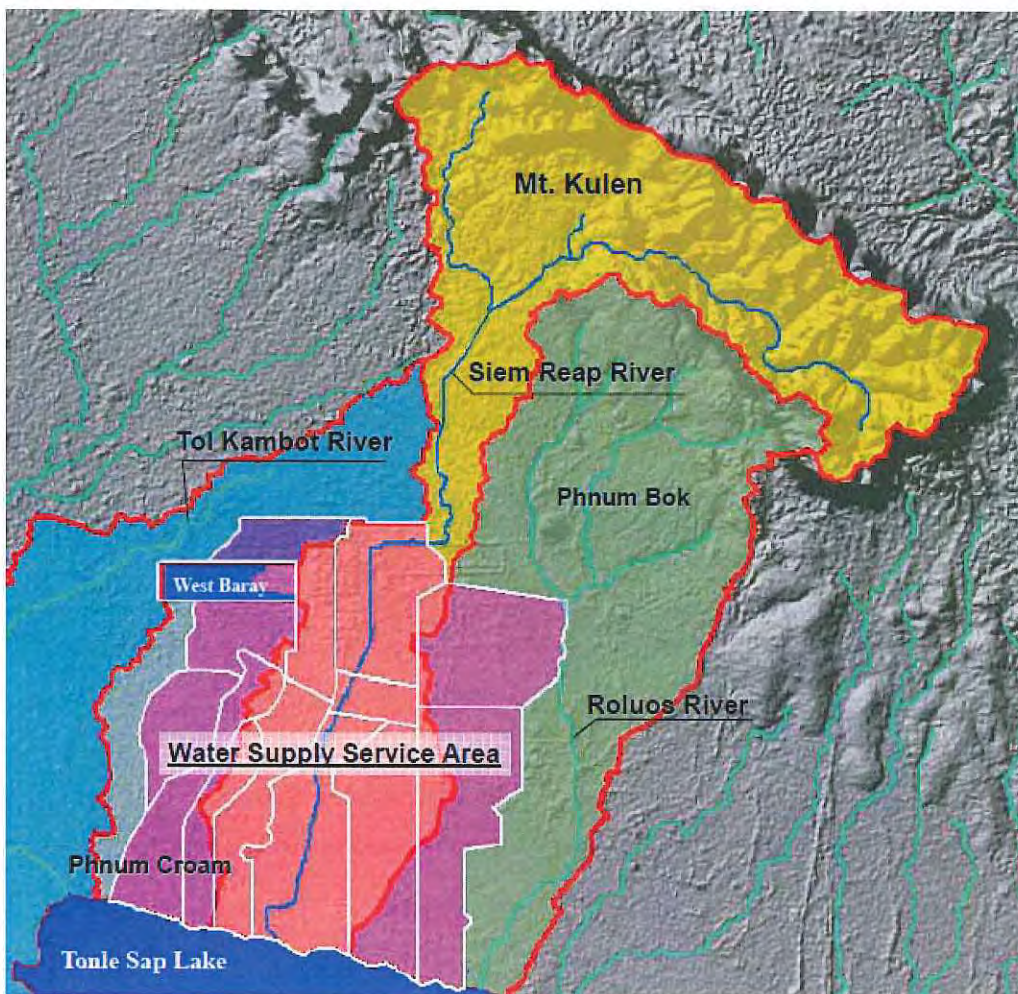 Mt. Kulen
Siem Reap River
Tol Kambot River
Phnum Bok
West Baray
Roluos River
Water Supply Service Area
Phnum Croam
Tonle Sap Lake